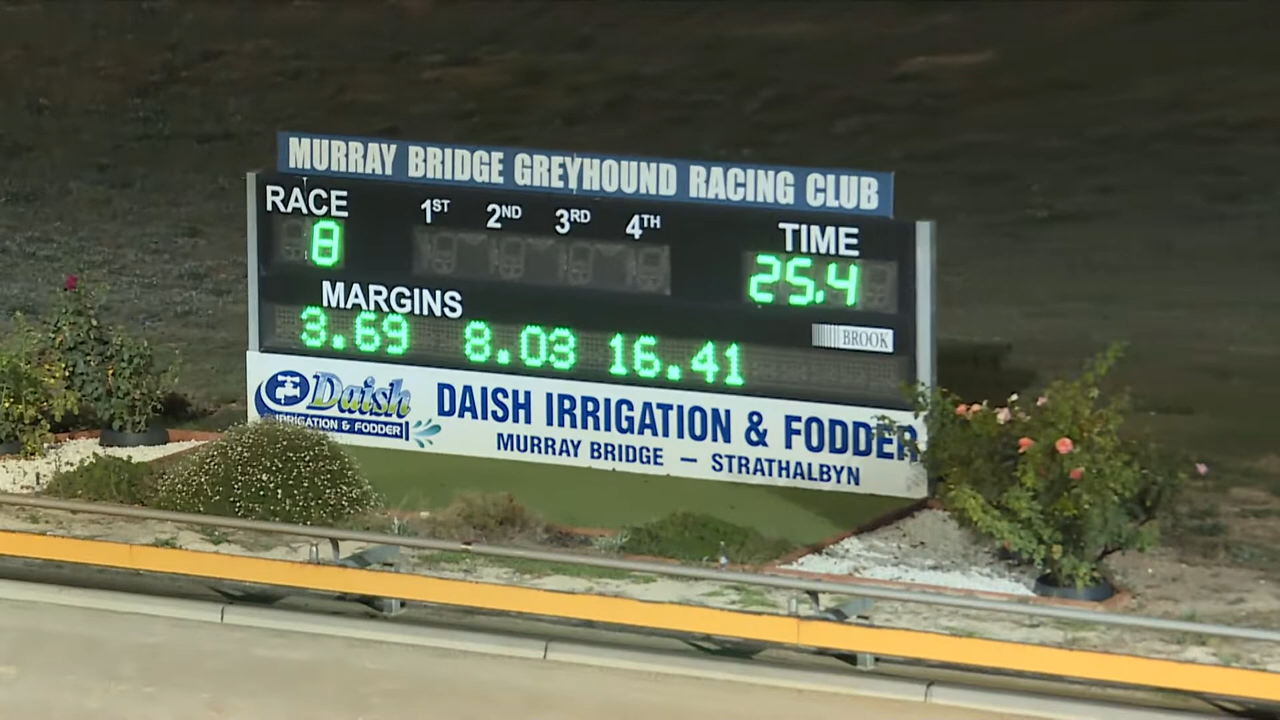 MURRAY BRIDGE GREYHOUND RACING CLUB
RACE 1ST 2ND 3RD 4TH TIME
8 25.4
MARGINS
BROOK
3.69 8.03 16.41
Daish
IRRIGATION & FODDER
DAISH IRRIGATION & FODDER
MURRAY BRIDGE – STRATHALBYN